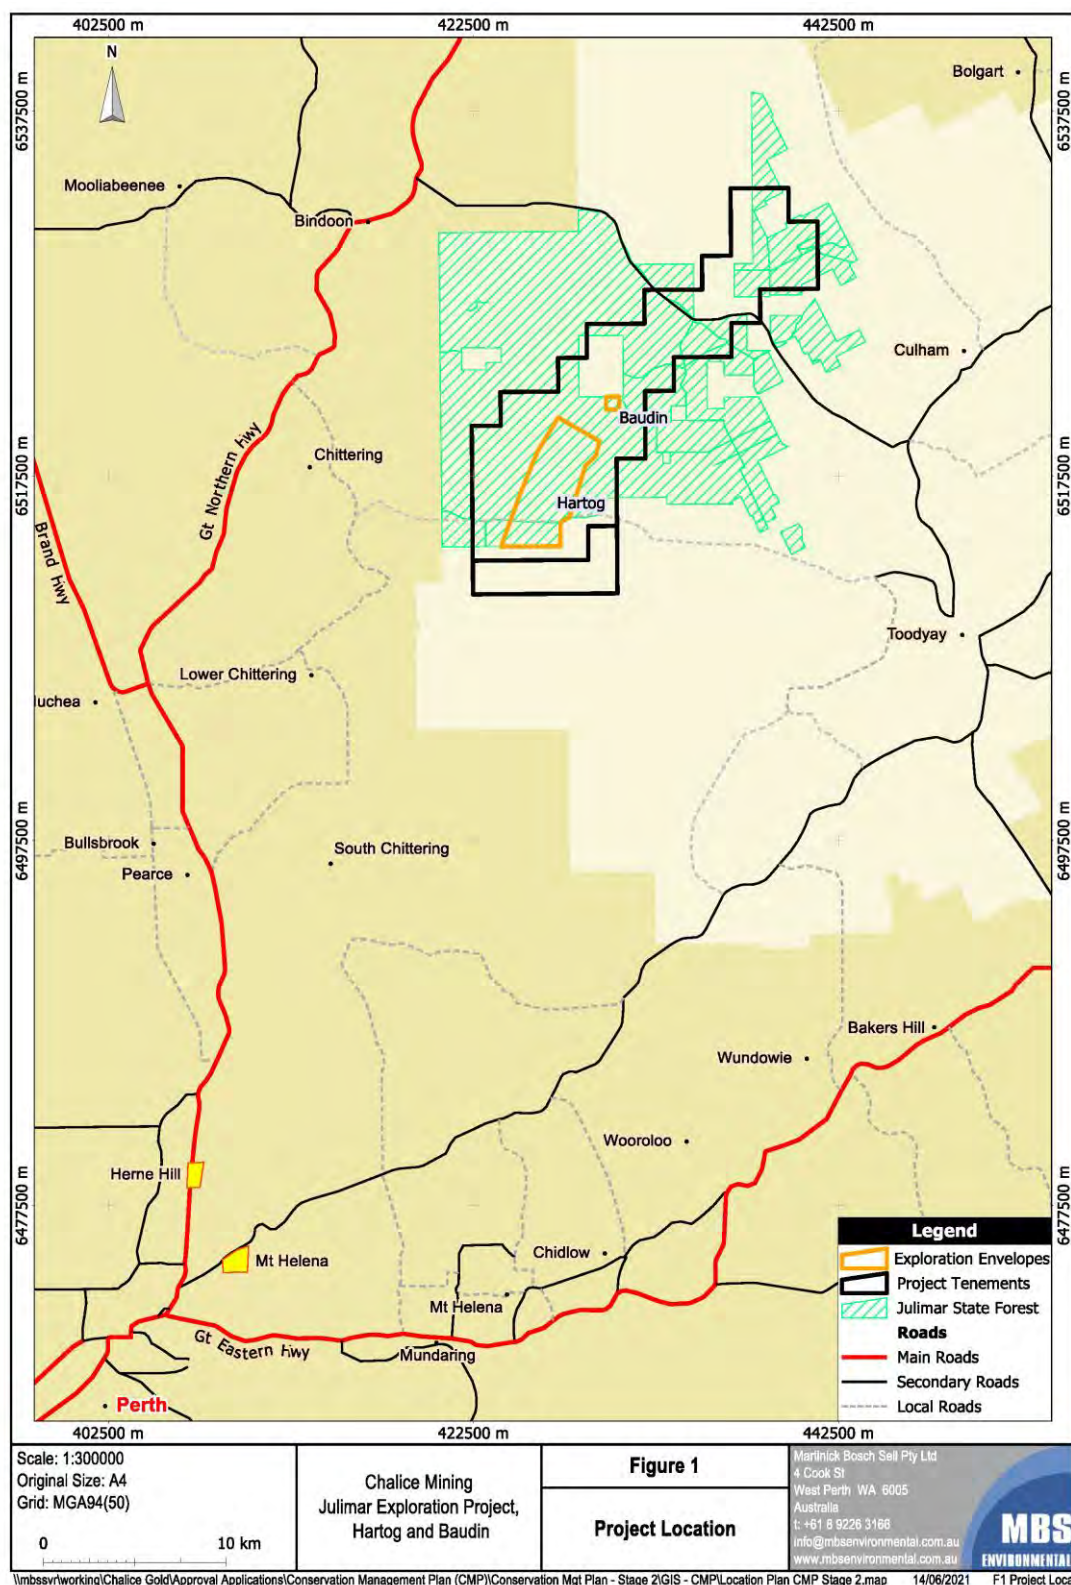 402500 m
422500 m
442500 m
N
Bolgart
6537500 m
6537500 m
Mooliabeenee
Bindoon
Culham
Baudin
Gt Northern Hwy
Chittering
6517500 m
6517500 m
Hartog
Brand Hwy
Toodyay
Lower Chittering
luchea
6497500 m
6497500 m
Bullsbrook
South Chittering
Pearce
Bakers Hill
Wundowie
Wooroloo
Herne Hill
6477500 m
6477500 m
Mt Helena
Chidlow
Mt Helena
Gt Eastern Hwy
Mundaring
Perth
Legend
Exploration Envelopes
Project Tenements
Julimar State Forest
Roads
Main Roads
Secondary Roads
Local Roads
402500 m
422500 m
442500 m
Scale: 1:300000
Original Size: A4
Grid: MGA94(50)
0 10 km
Chalice Mining
Julimar Exploration Project,
Hartog and Baudin
Figure 1
Project Location
Martinick Bosch Sell Pty Ltd
4 Cook St
West Perth WA 6005
Australia
t: +61 8 9226 3166
info@mbsenvironmental.com.au
www.mbsenvironmental.com.au
MBS
ENVIRONMENTAL
\\mbssvr\working\Chalice Gold\Approval Applications\Conservation Management Plan (CMP)\Conservation Mgt Plan - Stage 2\GIS - CMP\Location Plan CMP Stage 2.map 14/06/2021 F1 Project Loca